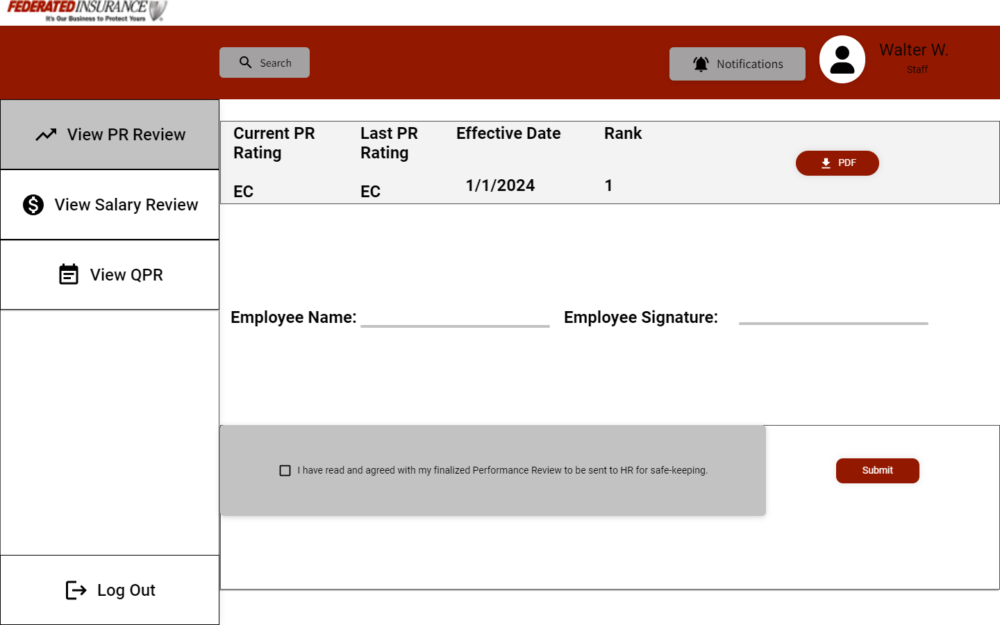 FEDERATED INSURANCE
It's Our Business to Protect Yours
Search
Notifications
Walter W.
Staff
View PR Review
View Salary Review
View QPR
Log Out
Current PR
Rating
EC
Last PR
Rating
EC
Effective Date
1/1/2024
Rank
1
PDF
Employee Name:
Employee Signature:
I have read and agreed with my finalized Performance Review to be sent to HR for safe-keeping.
Submit